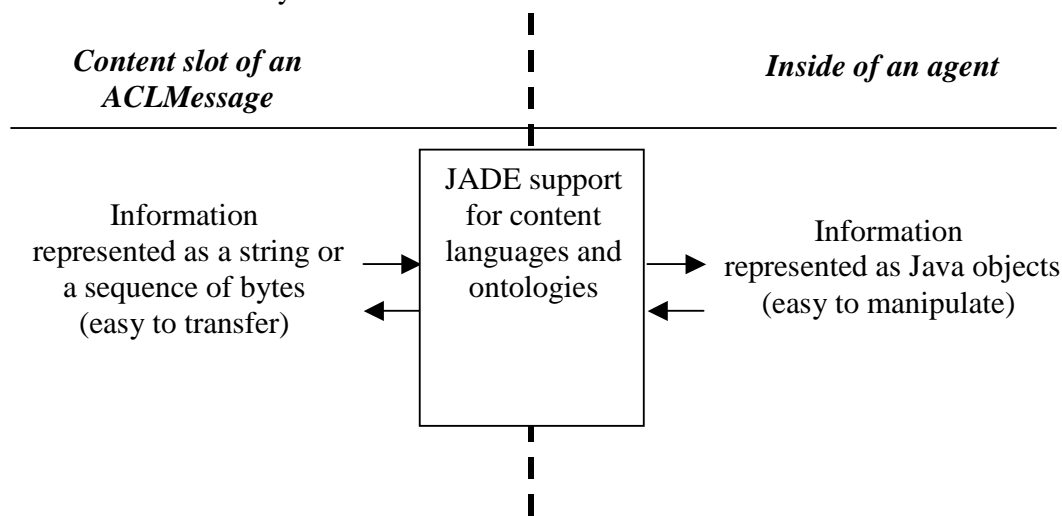 Content slot of an
ACLMessage
Inside of an agent
JADE support
for content
languages and
ontologies
Information
represented as a string or
a sequence of bytes
(easy to transfer)
Information
represented as Java objects
(easy to manipulate)